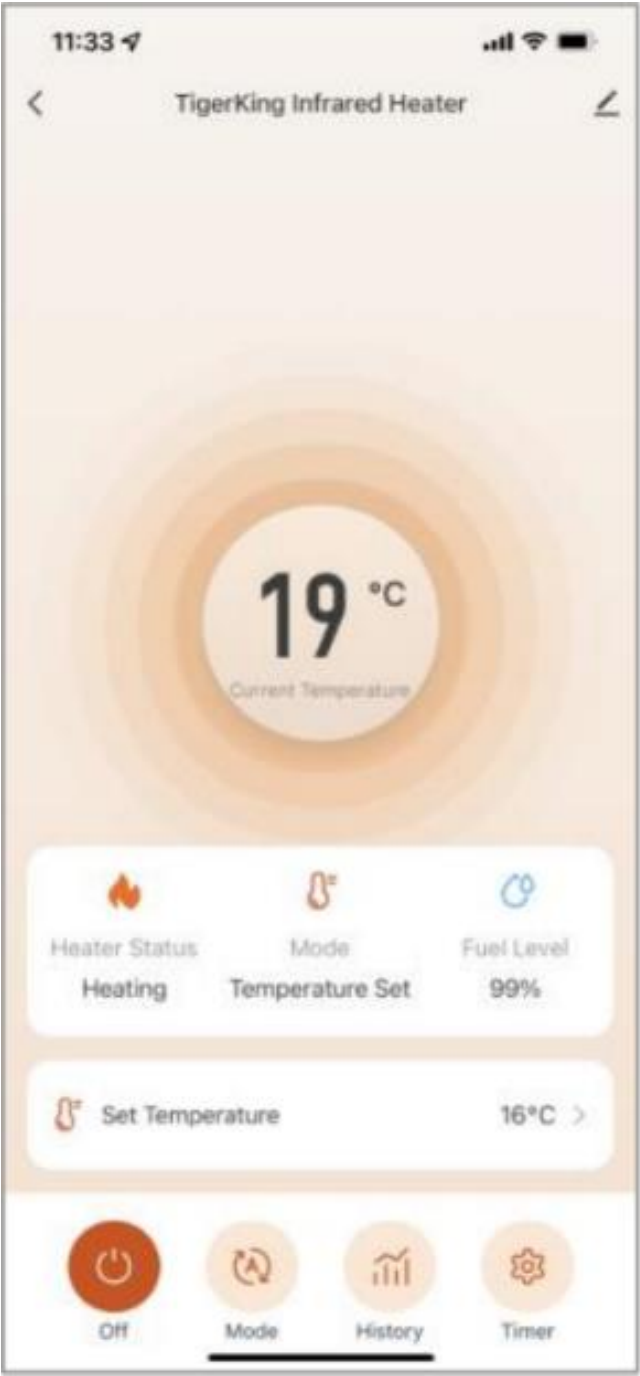 11:33
TigerKing Infrared Heater
19 °C
Current Temperature
Heater Status Mode Fuel Level
Heating Temperature Set 99%
Set Temperature 16°C >
Off Mode History Timer